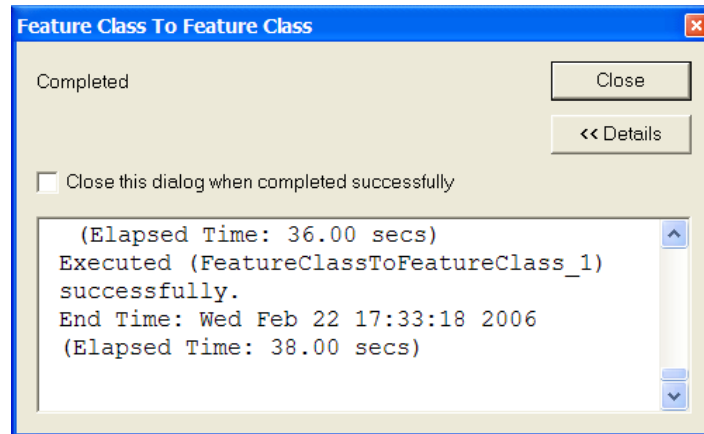 Feature Class To Feature Class
Completed
Close
<< Details
Close this dialog when completed successfully
(Elapsed Time: 36.00 secs)
Executed (FeatureClassToFeatureClass_1)
successfully.
End Time: Wed Feb 22 17:33:18 2006
(Elapsed Time: 38.00 secs)